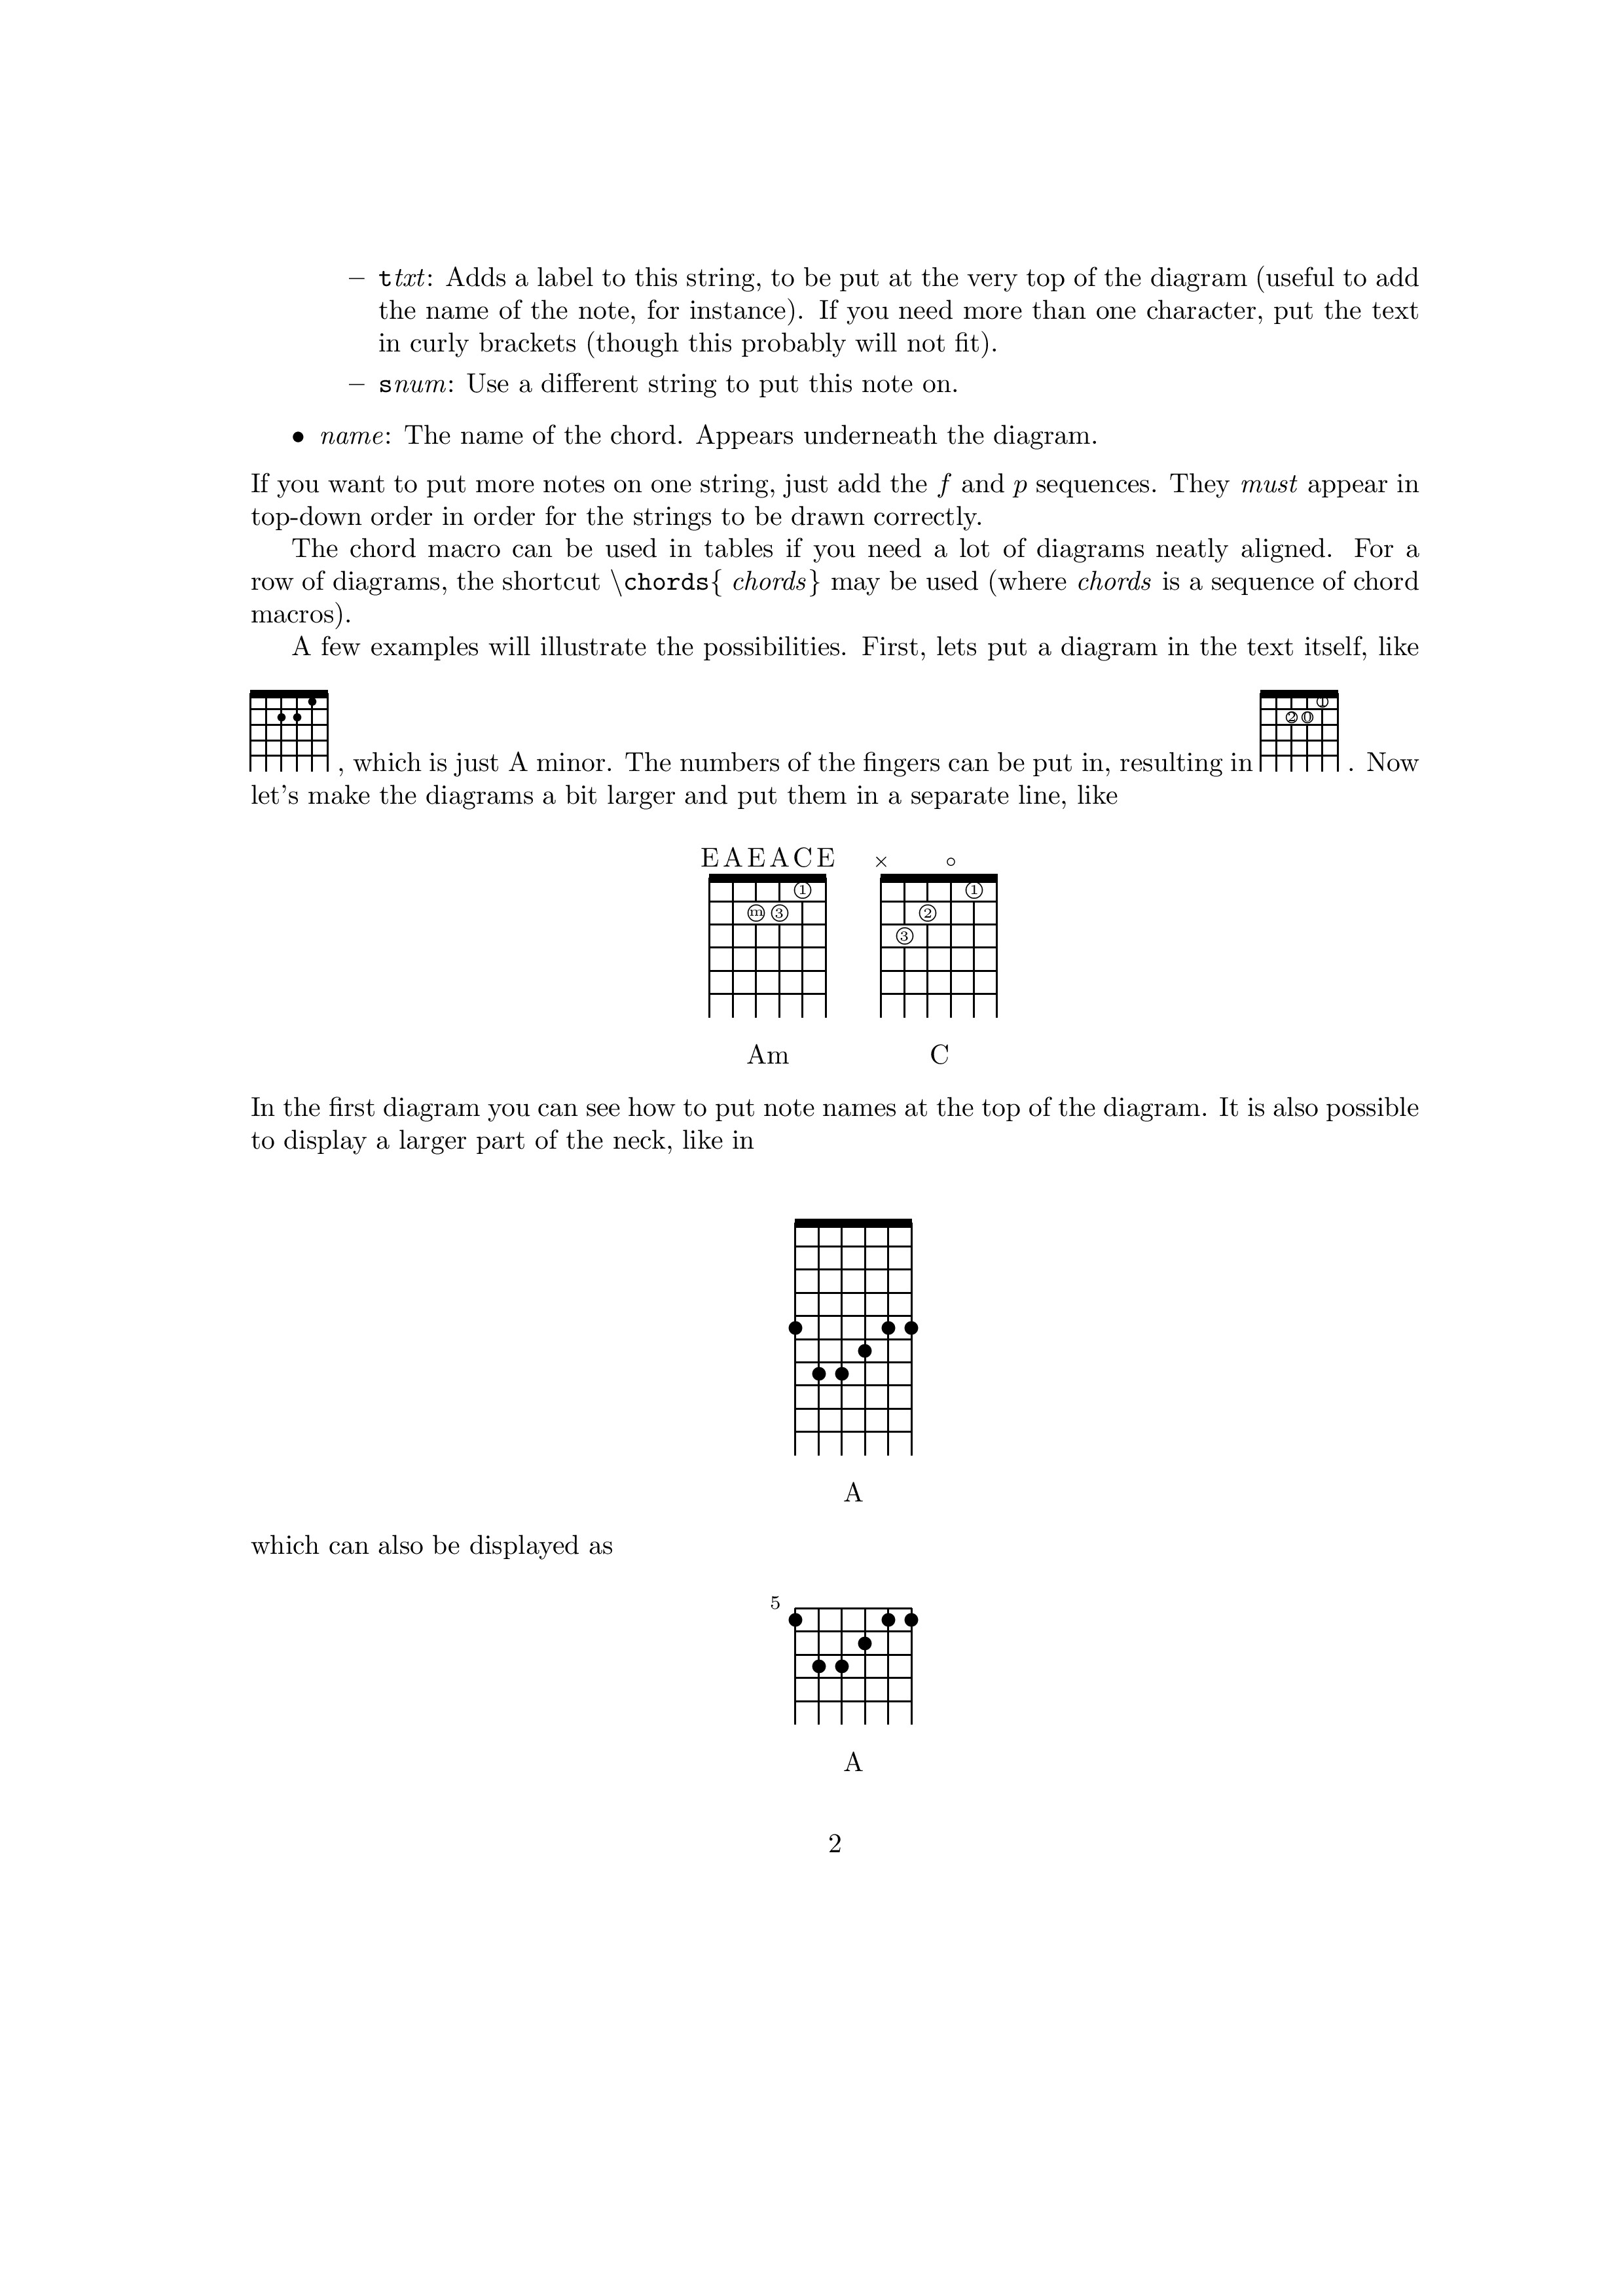 – ttxt: Adds a label to this string, to be put at the very top of the diagram (useful to add
the name of the note, for instance). If you need more than one character, put the text
in curly brackets (though this probably will not fit).
– snum: Use a different string to put this note on.
• name: The name of the chord. Appears underneath the diagram.
If you want to put more notes on one string, just add the f and p sequences. They must appear in
top-down order in order for the strings to be drawn correctly.
The chord macro can be used in tables if you need a lot of diagrams neatly aligned. For a
row of diagrams, the shortcut \chords{ chords} may be used (where chords is a sequence of chord
macros).
A few examples will illustrate the possibilities. First, lets put a diagram in the text itself, like
1
2 0
, which is just A minor. The numbers of the fingers can be put in, resulting in . Now
let's make the diagrams a bit larger and put them in a separate line, like
E A E A C E × ○
1 1
m 3 2
3
Am C
In the first diagram you can see how to put note names at the top of the diagram. It is also possible
to display a larger part of the neck, like in
A
which can also be displayed as
5
A
2